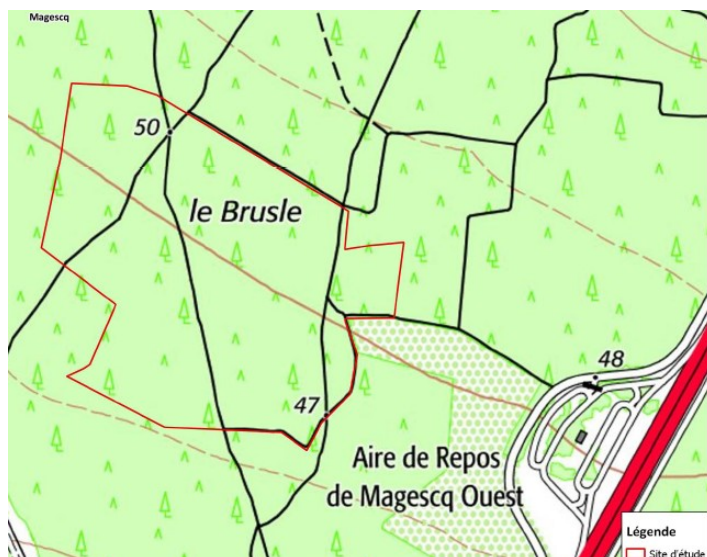 Magescq
50
le Brusle
48
47
Aire de Repos
de Magescq Ouest
Légende
Site d'étude